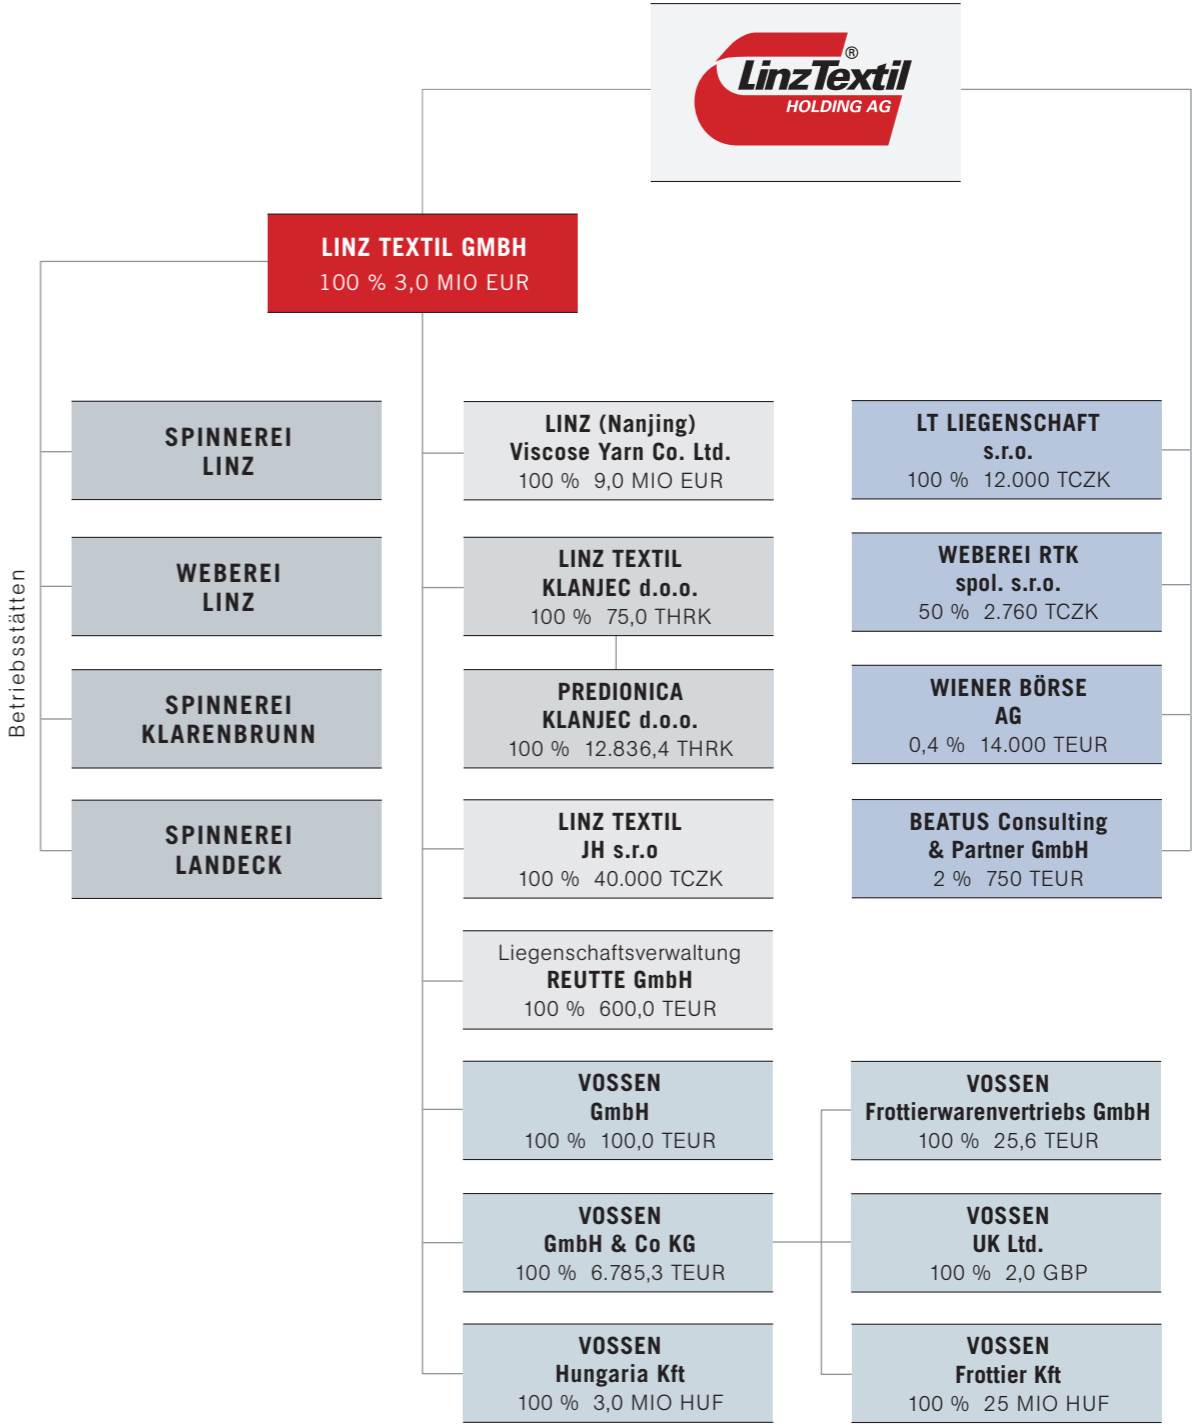 LinzTextil®
HOLDING AG
LINZ TEXTIL GMBH
100 % 3,0 MIO EUR
Betriebsstätten
SPINNEREI
LINZ
WEBEREI
LINZ
SPINNEREI
KLARENBRUNN
SPINNEREI
LANDECK
LINZ (Nanjing)
Viscose Yarn Co. Ltd.
100 % 9,0 MIO EUR
LINZ TEXTIL
KLANJEC d.o.o.
100 % 75,0 THRK
PREDIONICA
KLANJEC d.o.o.
100 % 12.836,4 THRK
LINZ TEXTIL
JH s.r.o
100 % 40.000 TCZK
Liegenschaftsverwaltung
REUTTE GmbH
100 % 600,0 TEUR
VOSSEN
GmbH
100 % 100,0 TEUR
VOSSEN
GmbH & Co KG
100 % 6.785,3 TEUR
VOSSEN
Hungaria Kft
100 % 3,0 MIO HUF
LT LIEGENSCHAFT
s.r.o.
100 % 12.000 TCZK
WEBEREI RTK
spol. s.r.o.
50 % 2.760 TCZK
WIENER BÖRSE
AG
0,4 % 14.000 TEUR
BEATUS Consulting
& Partner GmbH
2 % 750 TEUR
VOSSEN
Frottierwarenvertriebs GmbH
100 % 25,6 TEUR
VOSSEN
UK Ltd.
100 % 2,0 GBP
VOSSEN
Frottier Kft
100 % 25 MIO HUF